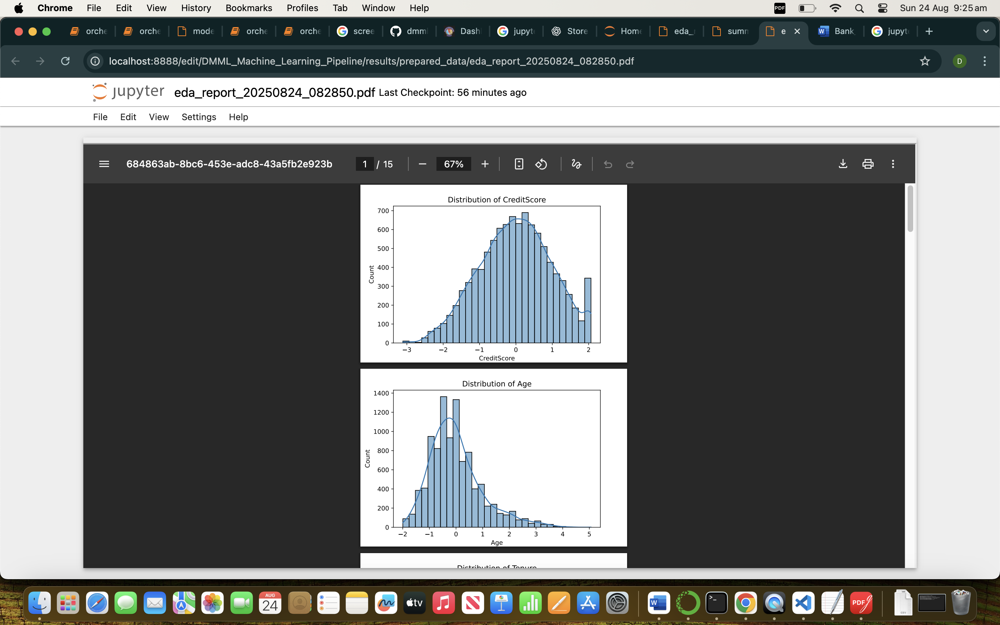 Chrome File Edit View History Bookmarks Profiles Tab Window Help PDF Sun 24 Aug 9:25 am
orche orche mode orche orche scree dmml Dashl jupyt Store Home eda_ summ e Bank jupyt
localhost:8888/edit/DMML_Machine_Learning_Pipeline/results/prepared_data/eda_report_20250824_082850.pdf D
jupyter eda_report_20250824_082850.pdf Last Checkpoint: 56 minutes ago
File Edit View Settings Help
684863ab-8bc6-453e-adc8-43a5fb2e923b 1 / 15 67%
Distribution of CreditScore
700
600
500
400
300
200
100
0
Count
−3 −2 −1 0 1 2
CreditScore
Distribution of Age
1400
1200
1000
800
600
400
200
0
Count
−2 −1 0 1 2 3 4 5
Age
Distribution of Tenure
AUG
24
tv
W
>_
PDF
CSV